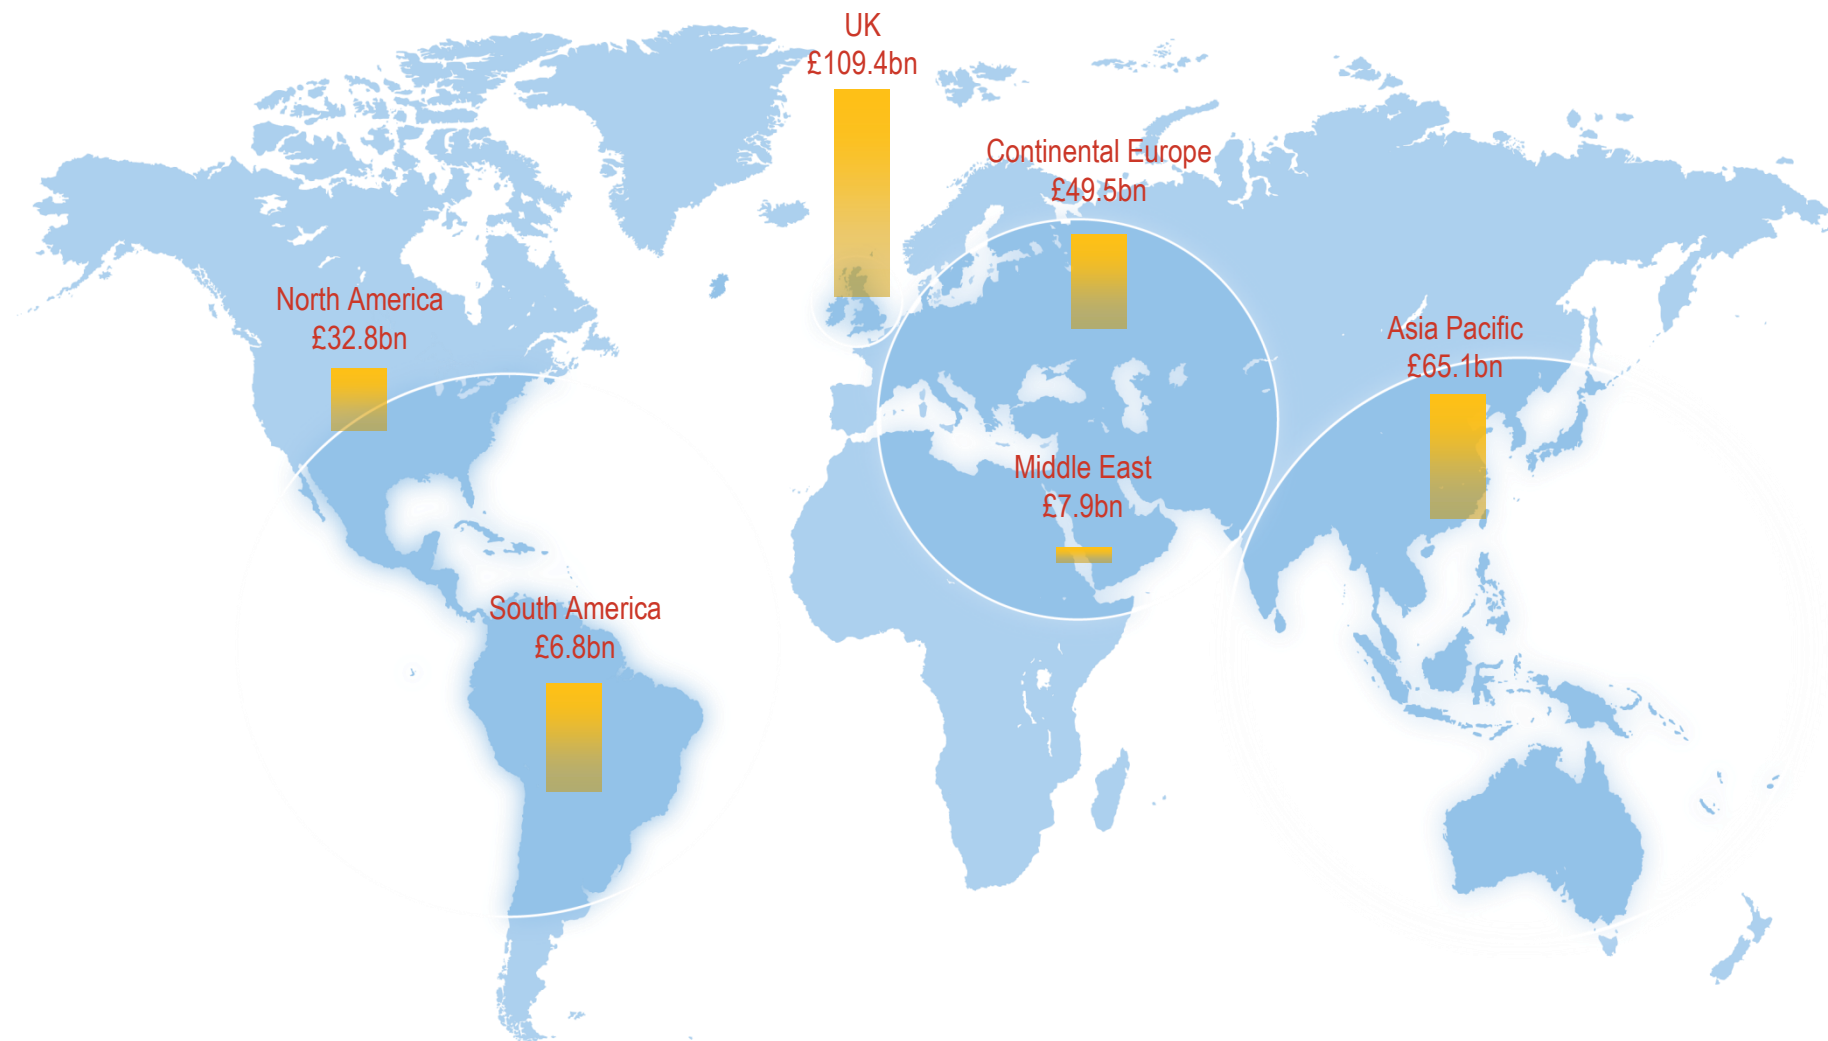 UK
£109.4bn
Continental Europe
£49.5bn
North America
£32.8bn
Asia Pacific
£65.1bn
Middle East
£7.9bn
South America
£6.8bn